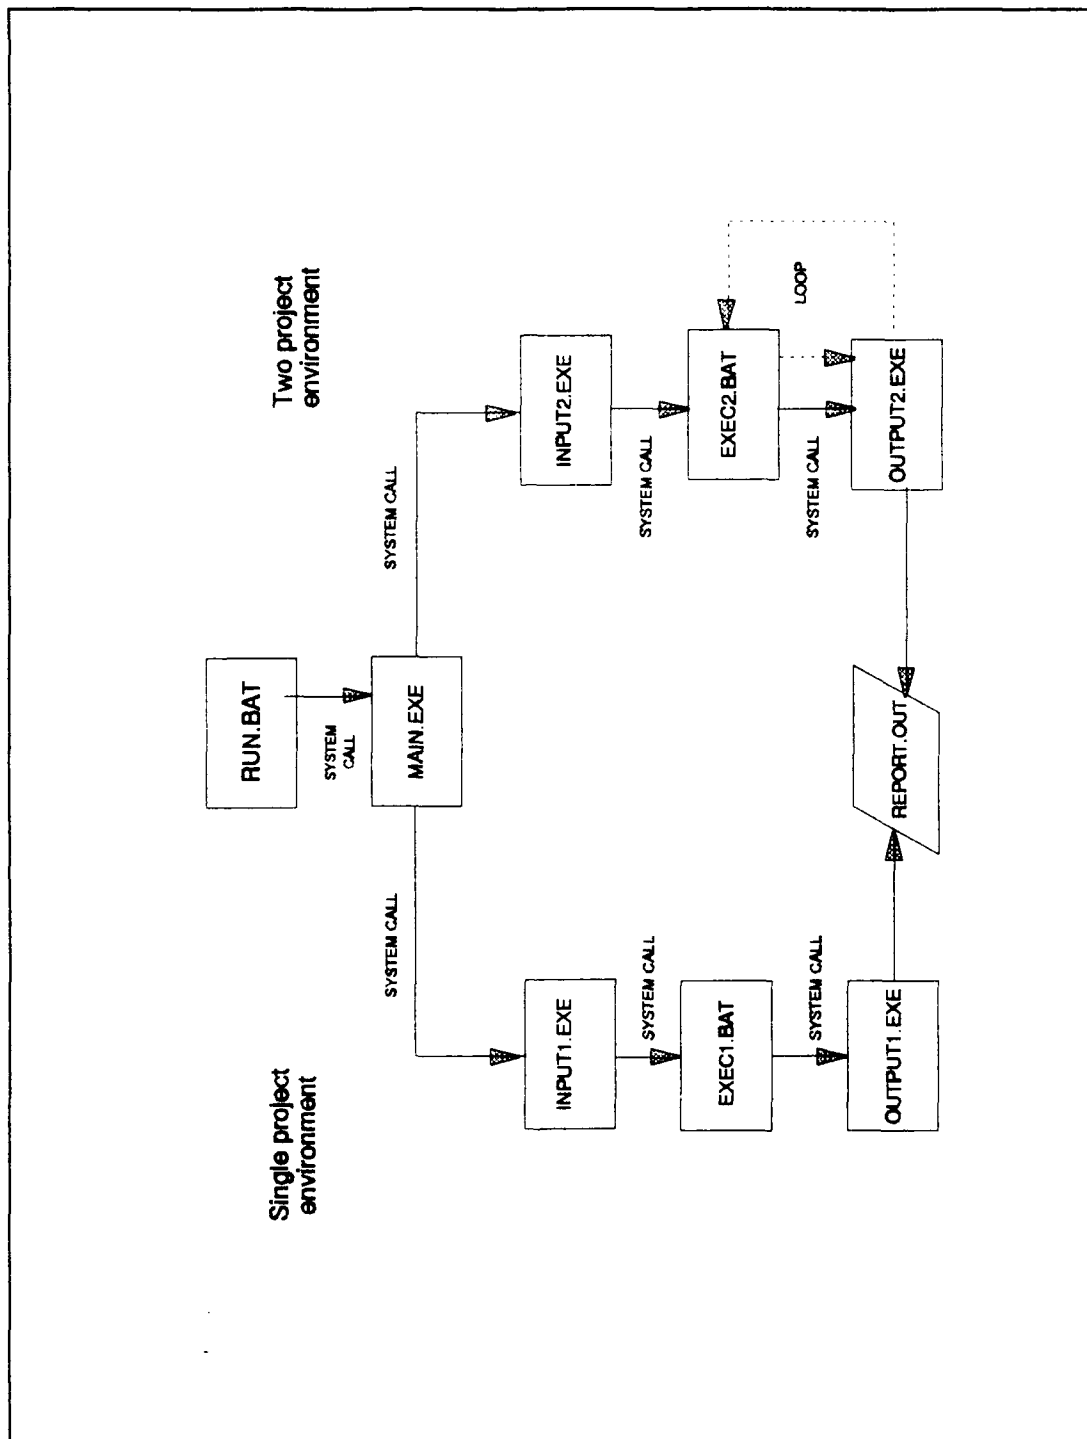 Single project
environment
Two project
environment
RUN.BAT
SYSTEM
CALL
MAIN.EXE
SYSTEM CALL
SYSTEM CALL
INPUT1.EXE
INPUT2.EXE
SYSTEM CALL
SYSTEM CALL
EXEC1.BAT
EXEC2.BAT
SYSTEM CALL
SYSTEM CALL
LOOP
OUTPUT1.EXE
REPORT.OUT
OUTPUT2.EXE